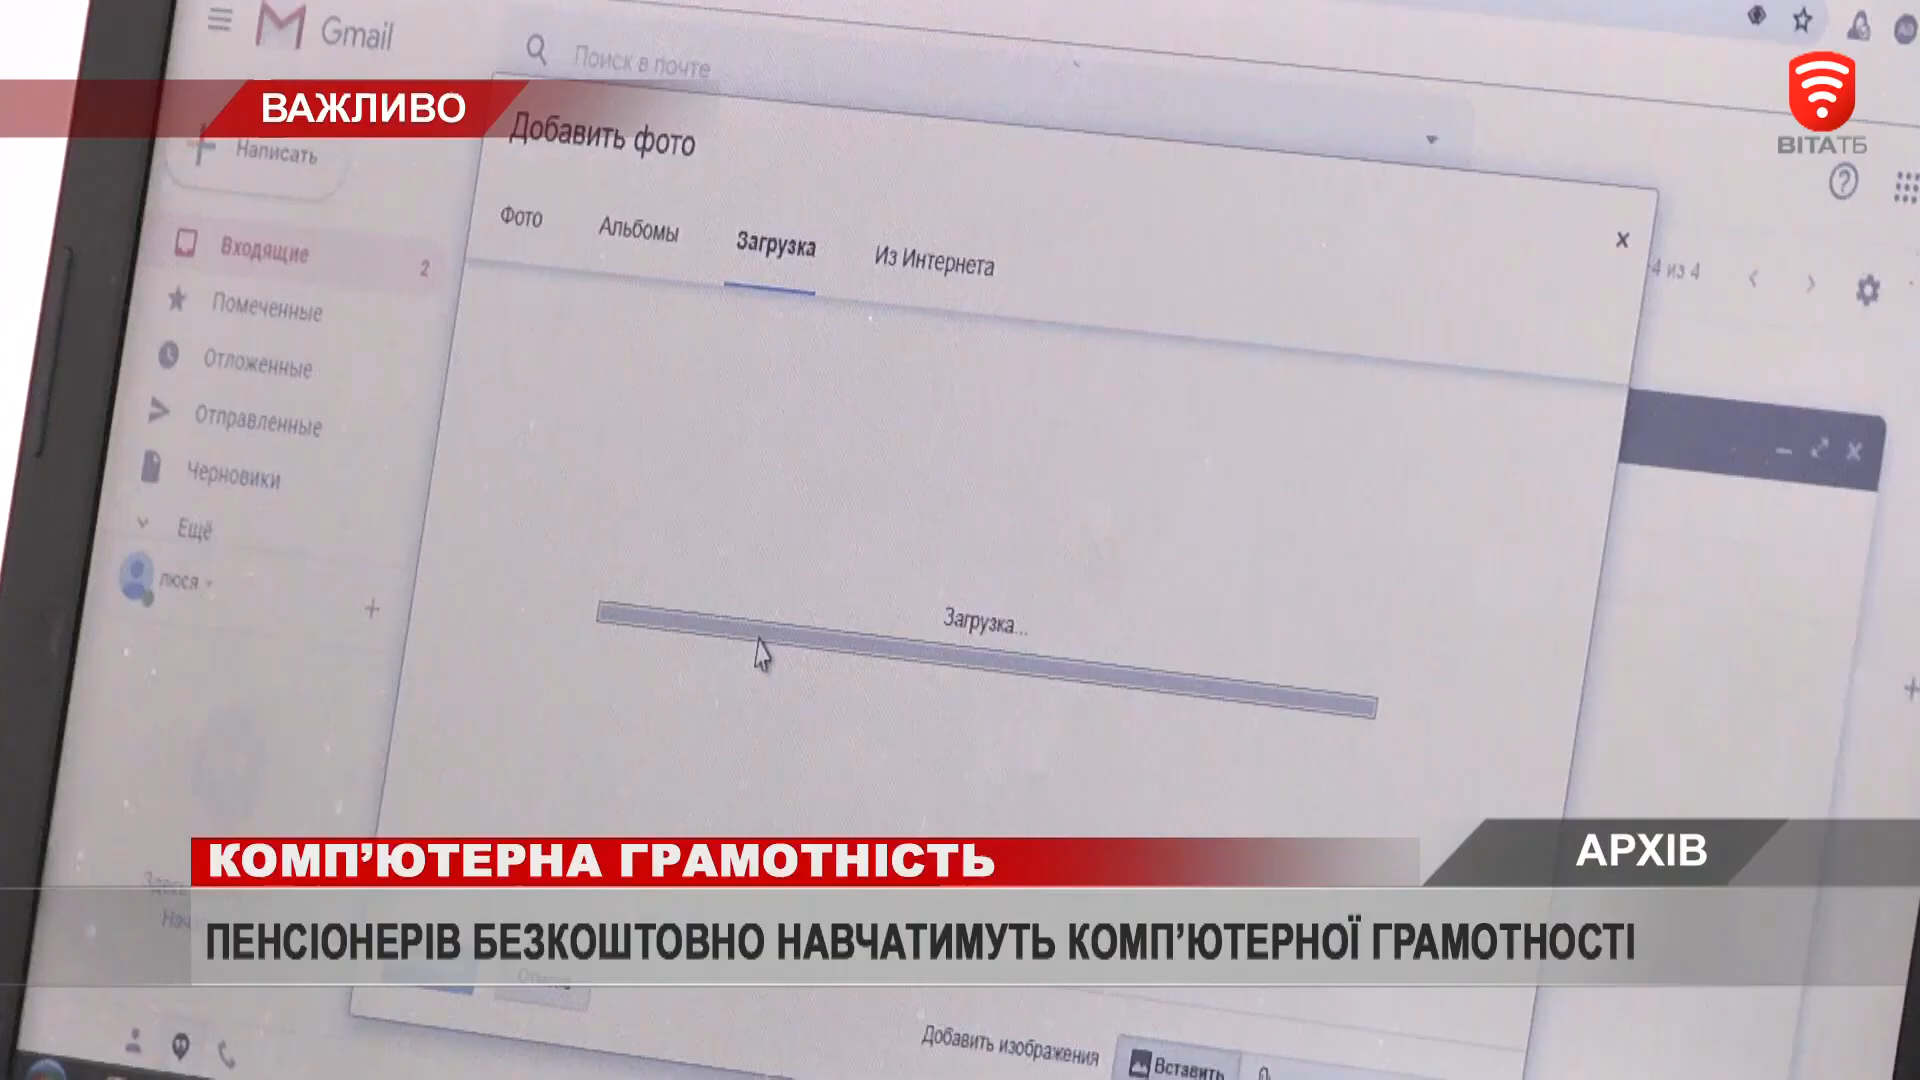 Gmail
Поиск в почте
ВАЖЛИВО
ВІТАТБ
Добавить фото
Написать
Фото
Альбомы
Загрузка
Из Интернета
Входящие
2
4 из 4
Помеченные
Отложенные
Отправленные
Черновики
Ещё
люся
Загрузка...
КОМП’ЮТЕРНА ГРАМОТНІСТЬ
АРХІВ
ПЕНСІОНЕРІВ БЕЗКОШТОВНО НАВЧАТИМУТЬ КОМП’ЮТЕРНОЇ ГРАМОТНОСТІ
Добавить изображения
Вставить